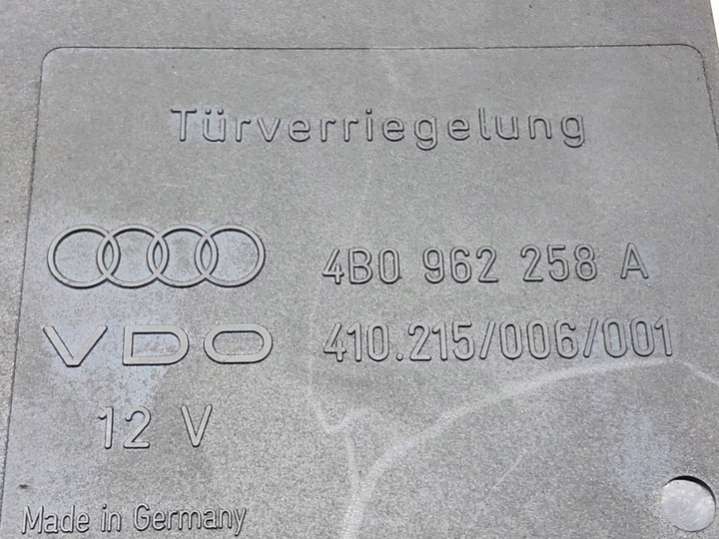 Türverriegelung
4B0 962 258 A
VDO 410.215/006/001
12 V
Made in Germany